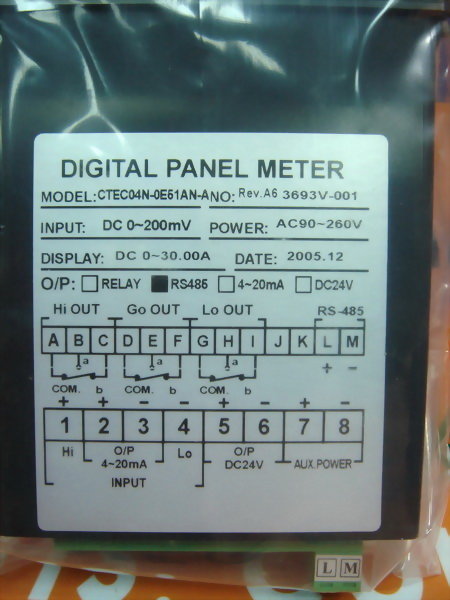 DIGITAL PANEL METER
MODEL: CTEC04N-0E51AN-A NO: Rev.A6 3693V-001
INPUT: DC 0~200mV POWER: AC90~260V
DISPLAY: DC 0~30.00A DATE: 2005.12
O/P: RELAY RS485 4~20mA DC24V
Hi OUT Go OUT Lo OUT RS-485
A B C D E F G H I J K L M
a a a + −
COM. b COM. b COM. b
+ + − − + − + −
1 2 3 4 5 6 7 8
Hi O/P 4~20mA Lo O/P DC24V AUX.POWER
INPUT
L M